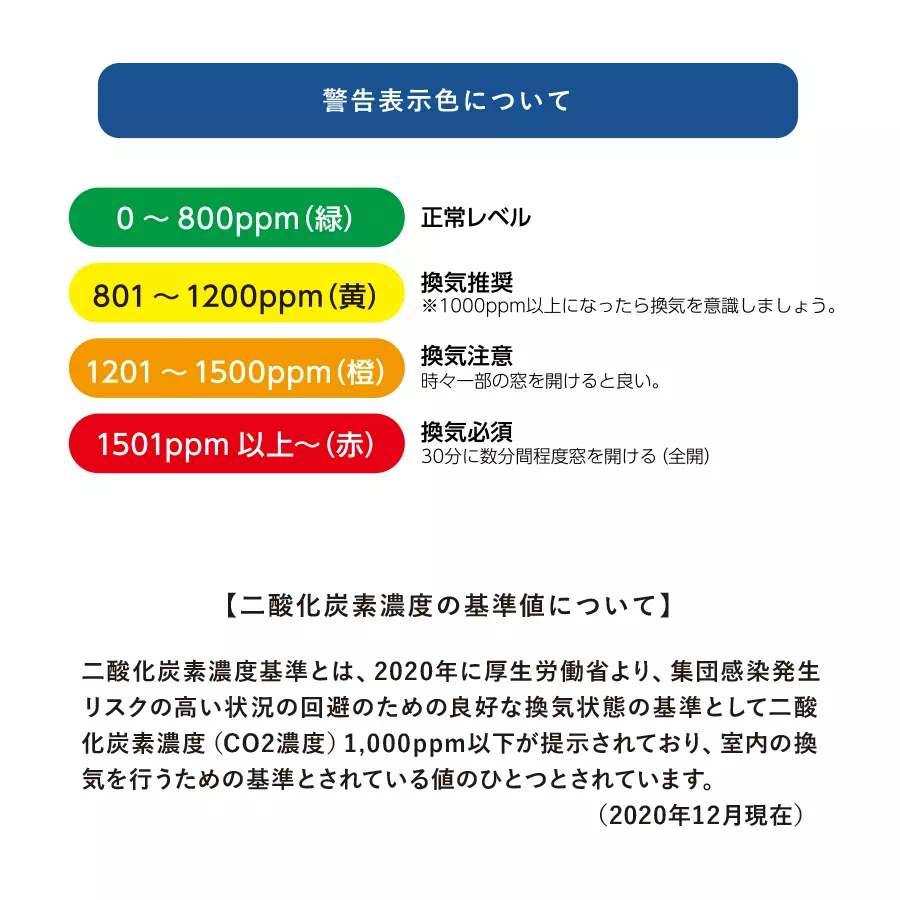 警告表示色について
0 ～ 800ppm（緑）
正常レベル
801 ～ 1200ppm（黄）
換気推奨
※1000ppm以上になったら換気を意識しましょう。
1201 ～ 1500ppm（橙）
換気注意
時々一部の窓を開けると良い。
1501ppm 以上～（赤）
換気必須
30分に数分間程度窓を開ける（全開）
【二酸化炭素濃度の基準値について】
二酸化炭素濃度基準とは、2020年に厚生労働省より、集団感染発生
リスクの高い状況の回避のための良好な換気状態の基準として二酸
化炭素濃度（CO2濃度）1,000ppm以下が提示されており、室内の換
気を行うための基準とされている値のひとつとされています。
（2020年12月現在）